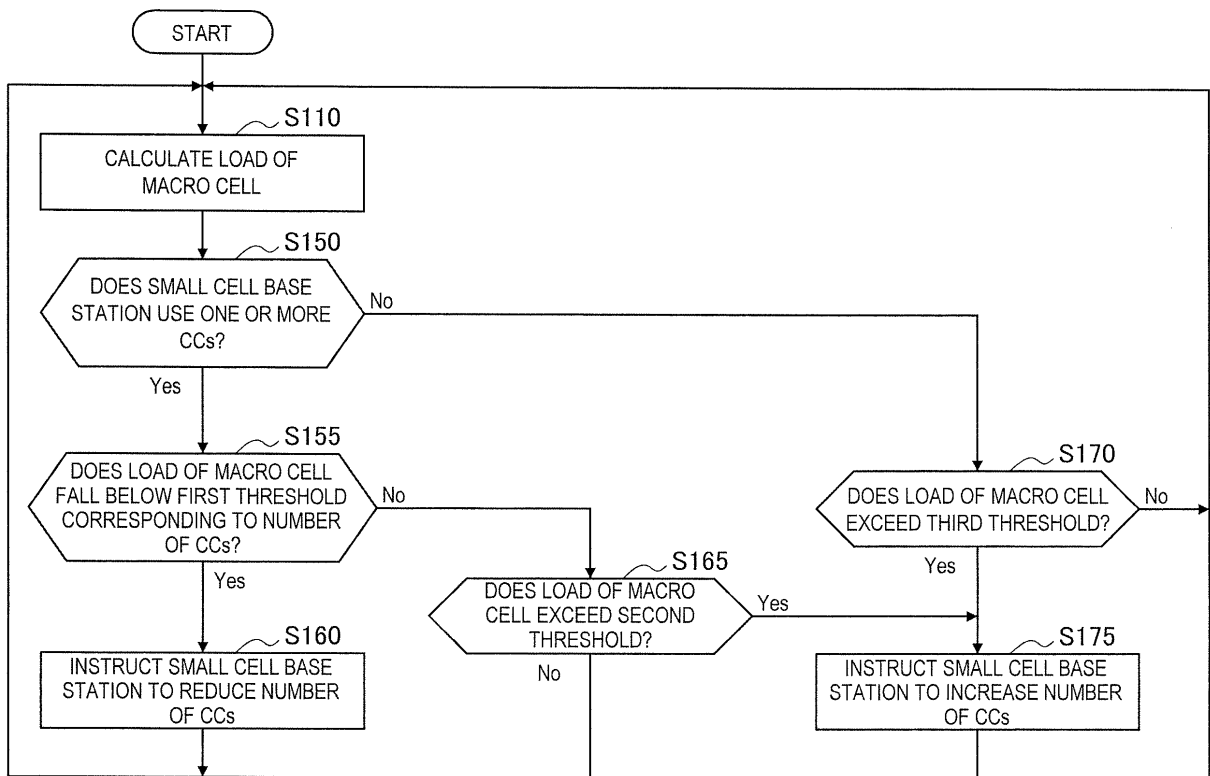 START
S110
CALCULATE LOAD OF
MACRO CELL
S150
DOES SMALL CELL BASE
STATION USE ONE OR MORE
CCs?
No
Yes
S155
DOES LOAD OF MACRO CELL
FALL BELOW FIRST THRESHOLD
CORRESPONDING TO NUMBER
OF CCs?
No
Yes
S170
DOES LOAD OF MACRO CELL
EXCEED THIRD THRESHOLD?
No
Yes
S165
DOES LOAD OF MACRO
CELL EXCEED SECOND
THRESHOLD?
Yes
No
S160
INSTRUCT SMALL CELL BASE
STATION TO REDUCE NUMBER
OF CCs
S175
INSTRUCT SMALL CELL BASE
STATION TO INCREASE NUMBER
OF CCs